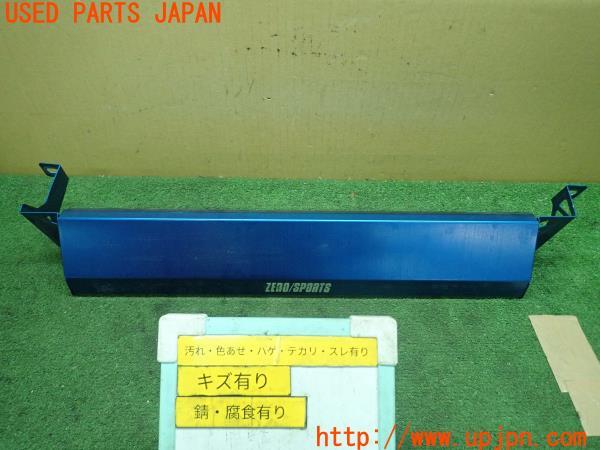 USED PARTS JAPAN
ZERO/SPORTS
汚れ・色あせ・ハゲ・テカリ・スレ有り
キズ有り
錆・腐食有り
http://www.upjpn.com